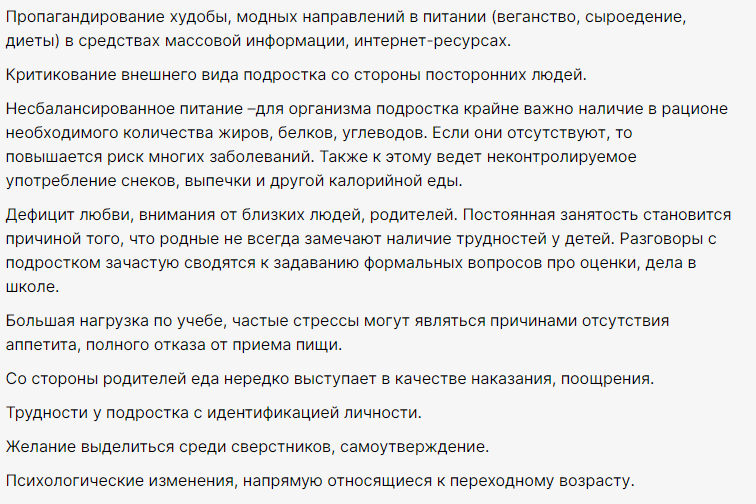 Пропагандирование худобы, модных направлений в питании (веганство, сыроедение,
диеты) в средствах массовой информации, интернет-ресурсах.
Критикование внешнего вида подростка со стороны посторонних людей.
Несбалансированное питание –для организма подростка крайне важно наличие в рационе
необходимого количества жиров, белков, углеводов. Если они отсутствуют, то
повышается риск многих заболеваний. Также к этому ведет неконтролируемое
употребление снеков, выпечки и другой калорийной еды.
Дефицит любви, внимания от близких людей, родителей. Постоянная занятость становится
причиной того, что родные не всегда замечают наличие трудностей у детей. Разговоры с
подростком зачастую сводятся к задаванию формальных вопросов про оценки, дела в
школе.
Большая нагрузка по учебе, частые стрессы могут являться причинами отсутствия
аппетита, полного отказа от приема пищи.
Со стороны родителей еда нередко выступает в качестве наказания, поощрения.
Трудности у подростка с идентификацией личности.
Желание выделиться среди сверстников, самоутверждение.
Психологические изменения, напрямую относящиеся к переходному возрасту.